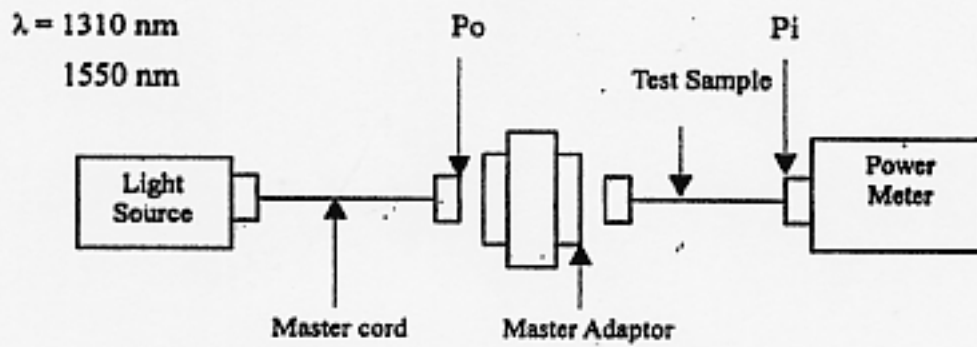 λ = 1310 nm
1550 nm
Po
Pi
Test Sample
Light
Source
Power
Meter
Master cord
Master Adaptor